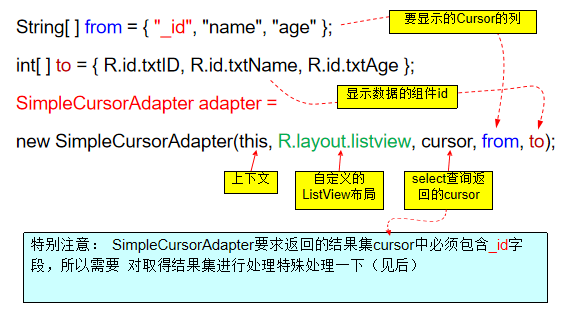 String[ ] from = { "_id", "name", "age" };
要显示的Cursor的列
int[ ] to = { R.id.txtID, R.id.txtName, R.id.txtAge };
显示数据的组件id
SimpleCursorAdapter adapter =
new SimpleCursorAdapter(this, R.layout.listview, cursor, from, to);
上下文
自定义的
ListView布局
select查询返
回的cursor
特别注意： SimpleCursorAdapter要求返回的结果集cursor中必须包含_id字
段，所以需要 对取得结果集进行处理特殊处理一下（见后）